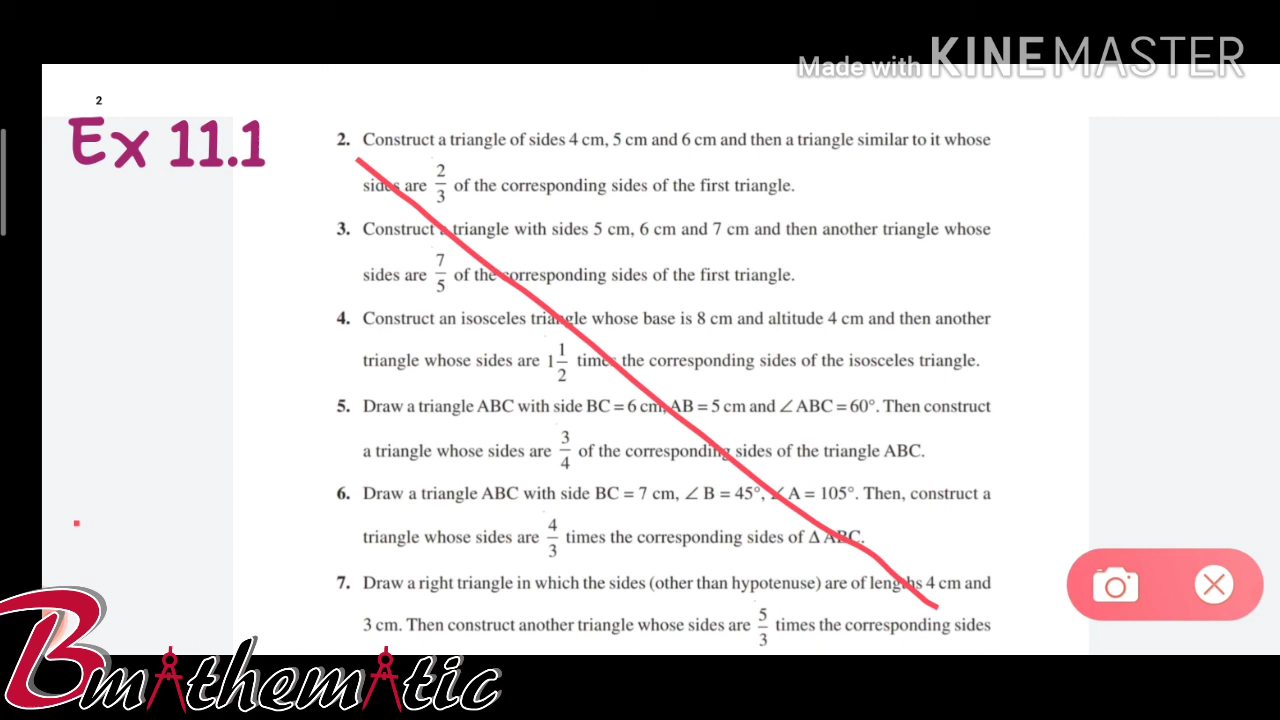 Made with KINEMASTER
2
Ex 11.1
2. Construct a triangle of sides 4 cm, 5 cm and 6 cm and then a triangle similar to it whose
sides are 2/3 of the corresponding sides of the first triangle.
3. Construct a triangle with sides 5 cm, 6 cm and 7 cm and then another triangle whose
sides are 7/5 of the corresponding sides of the first triangle.
4. Construct an isosceles triangle whose base is 8 cm and altitude 4 cm and then another
triangle whose sides are 1 1/2 times the corresponding sides of the isosceles triangle.
5. Draw a triangle ABC with side BC = 6 cm, AB = 5 cm and ∠ ABC = 60°. Then construct
a triangle whose sides are 3/4 of the corresponding sides of the triangle ABC.
6. Draw a triangle ABC with side BC = 7 cm, ∠ B = 45°, ∠ A = 105°. Then, construct a
triangle whose sides are 4/3 times the corresponding sides of Δ ABC.
7. Draw a right triangle in which the sides (other than hypotenuse) are of lengths 4 cm and
3 cm. Then construct another triangle whose sides are 5/3 times the corresponding sides
Bmathematic